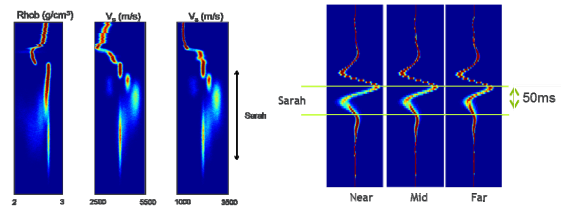 Rhob (g/cm³) Vₚ (m/s) Vₛ (m/s)
Sarah
2 3 2500 5500 1000 3500
Sarah
50ms
Near Mid Far